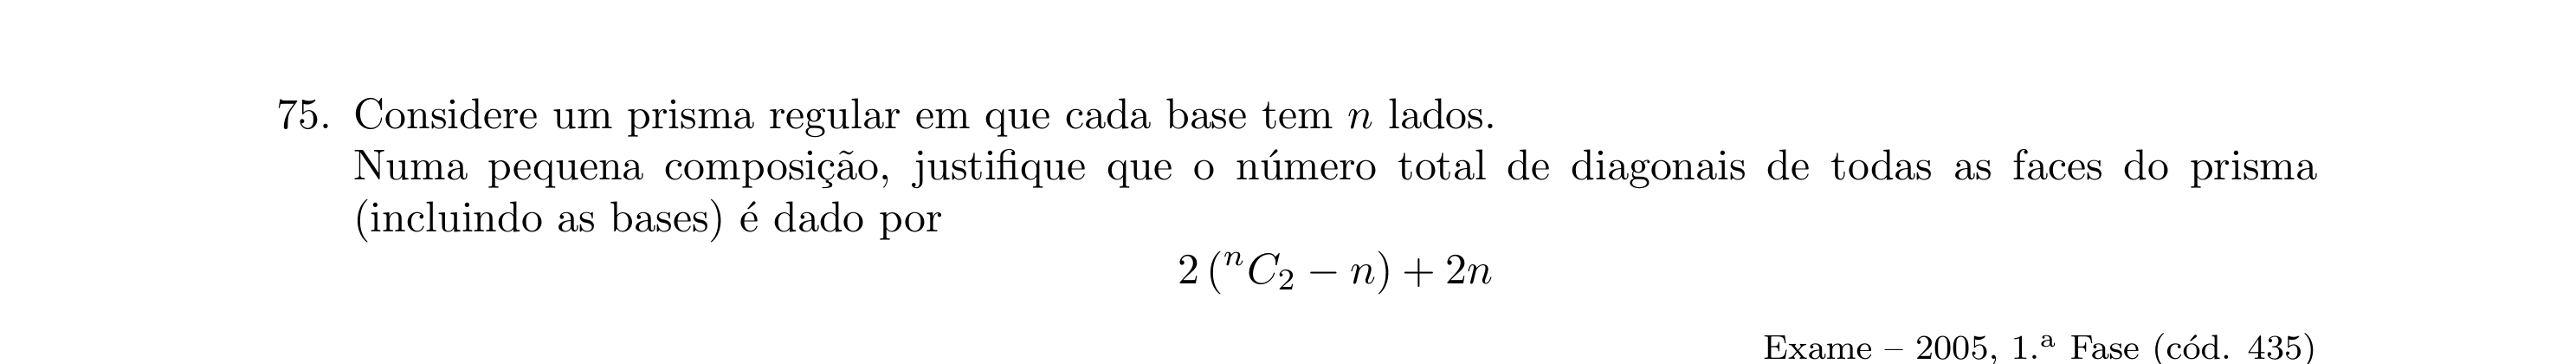 75. Considere um prisma regular em que cada base tem n lados.
Numa pequena composição, justifique que o número total de diagonais de todas as faces do prisma
(incluindo as bases) é dado por
2 (ⁿC₂ − n) + 2n
Exame – 2005, 1.ª Fase (cód. 435)